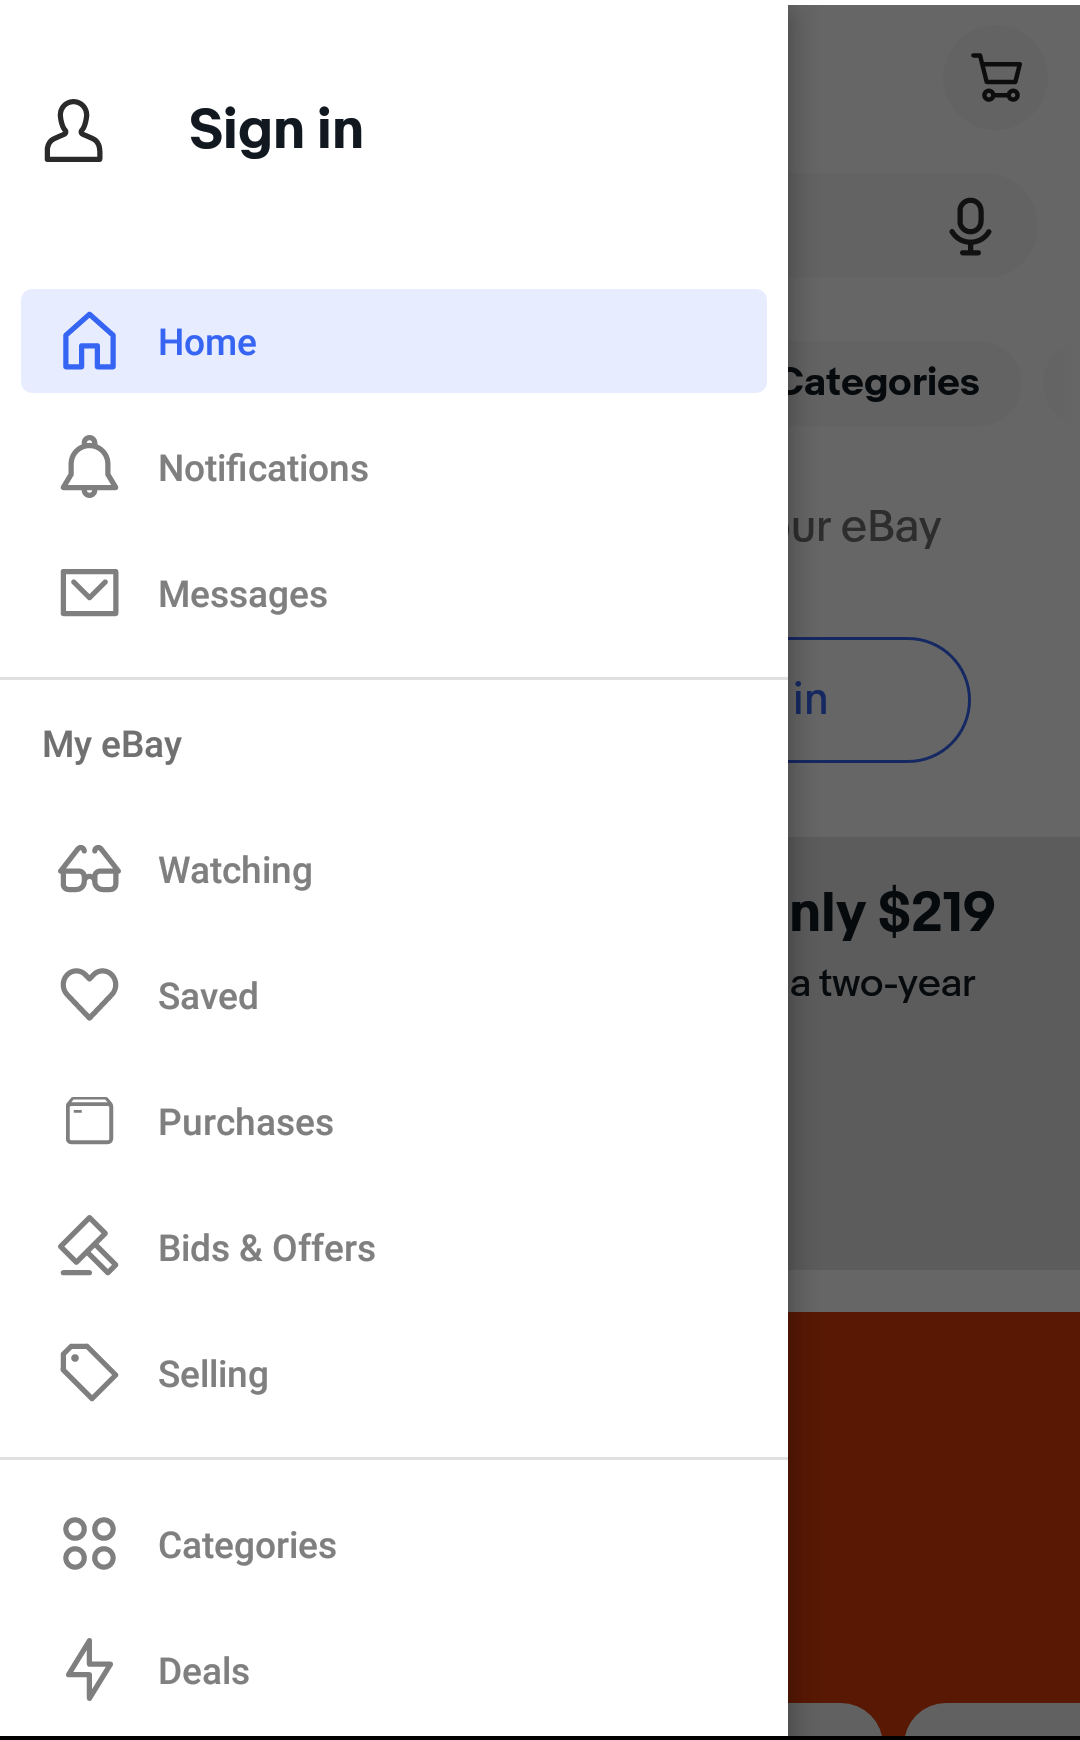 Sign in
Home
Notifications
Messages
My eBay
Watching
Saved
Purchases
Bids & Offers
Selling
Categories
Deals
Categories
ur eBay
in
nly $219
a two-year